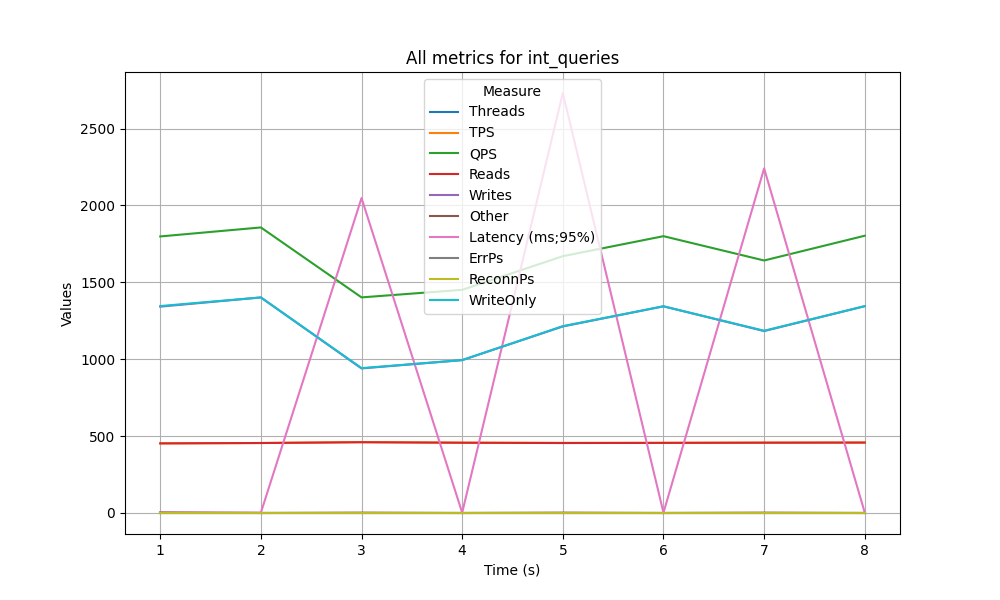 All metrics for int_queries
Measure
Threads
TPS
QPS
Reads
Writes
Other
Latency (ms;95%)
ErrPs
ReconnPs
WriteOnly
Values
2500
2000
1500
1000
500
0
1 2 3 4 5 6 7 8
Time (s)